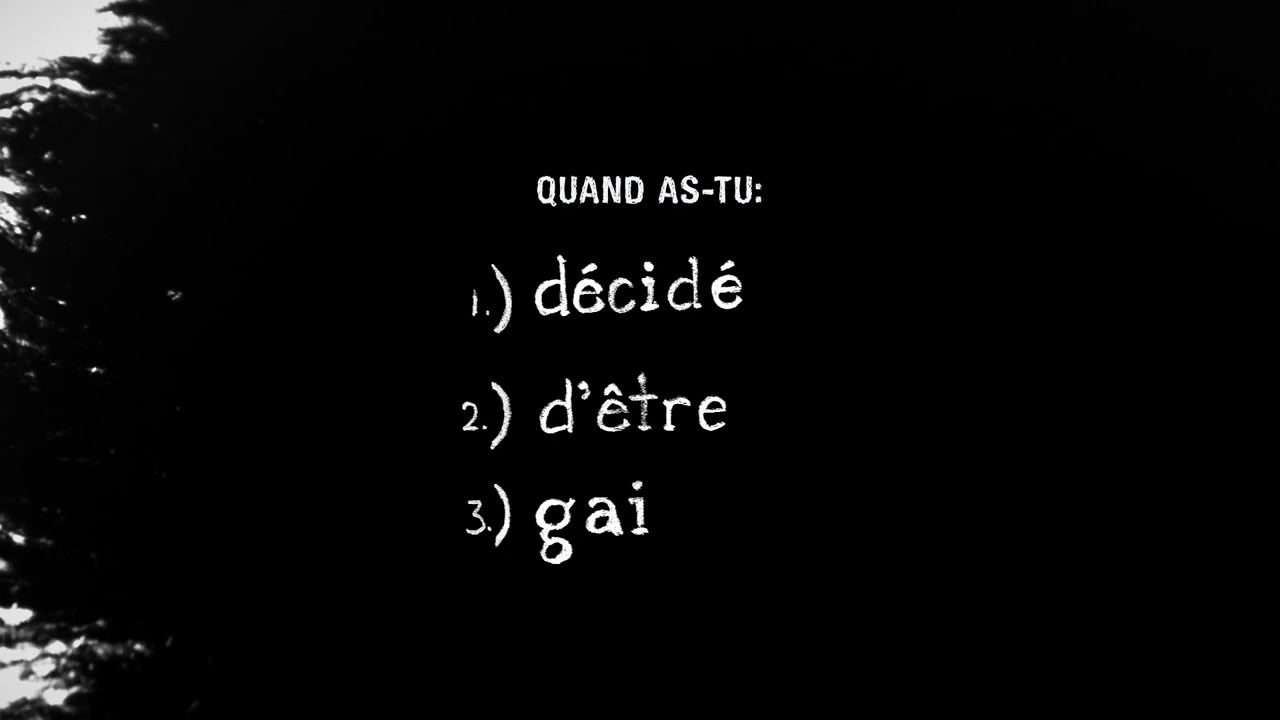 QUAND AS-TU:
1.) décidé
2.) d'être
3.) gai